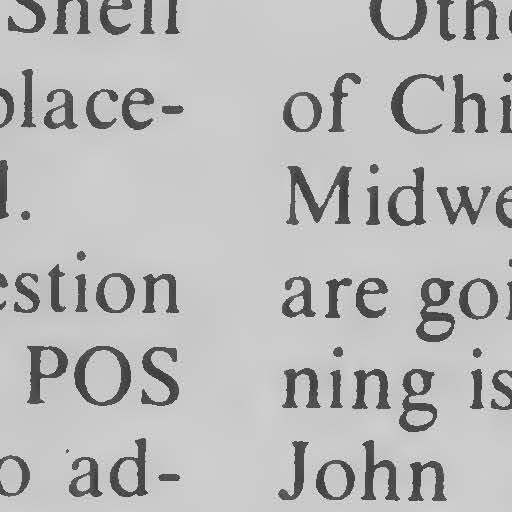 Shell
place-
.
estion
POS
o ad-
Othe
of Chi
Midwe
are goi
ning is
John